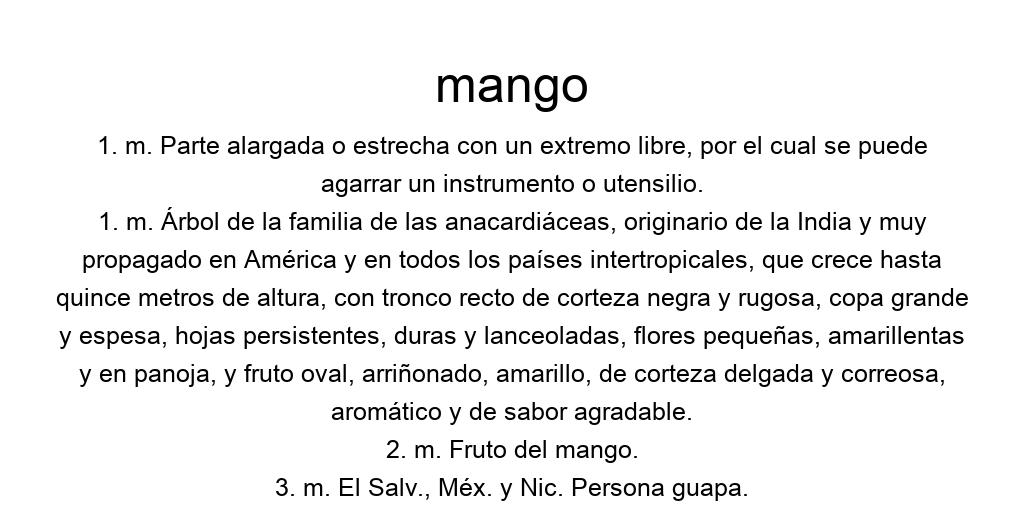 mango
1. m. Parte alargada o estrecha con un extremo libre, por el cual se puede
agarrar un instrumento o utensilio.
1. m. Árbol de la familia de las anacardiáceas, originario de la India y muy
propagado en América y en todos los países intertropicales, que crece hasta
quince metros de altura, con tronco recto de corteza negra y rugosa, copa grande
y espesa, hojas persistentes, duras y lanceoladas, flores pequeñas, amarillentas
y en panoja, y fruto oval, arriñonado, amarillo, de corteza delgada y correosa,
aromático y de sabor agradable.
2. m. Fruto del mango.
3. m. El Salv., Méx. y Nic. Persona guapa.